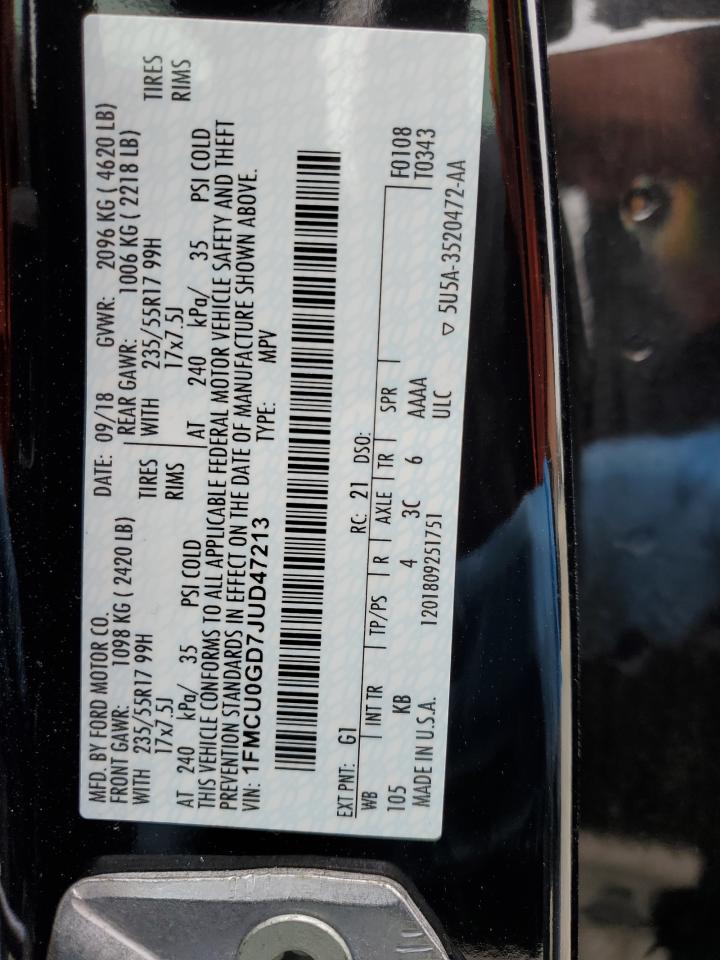 MFD. BY FORD MOTOR CO. DATE: 09/18 GVWR: 2096 KG ( 4620 LB)
FRONT GAWR: 1098 KG ( 2420 LB) REAR GAWR: 1006 KG ( 2218 LB)
WITH 235/55R17 99H TIRES WITH 235/55R17 99H TIRES
17x7.5J RIMS 17x7.5J RIMS
AT 240 kPa/ 35 PSI COLD AT 240 kPa/ 35 PSI COLD
THIS VEHICLE CONFORMS TO ALL APPLICABLE FEDERAL MOTOR VEHICLE SAFETY AND THEFT
PREVENTION STANDARDS IN EFFECT ON THE DATE OF MANUFACTURE SHOWN ABOVE.
VIN: 1FMCU0GD7JUD47213 TYPE: MPV
EXT PNT: G1 RC: 21 DSO: F0108
WB INT TR TP/PS R AXLE TR SPR T0343
105 KB 4 3C 6 AAAA
MADE IN U.S.A. 1201809251751 ULC
▽ 5U5A-3520472-AA